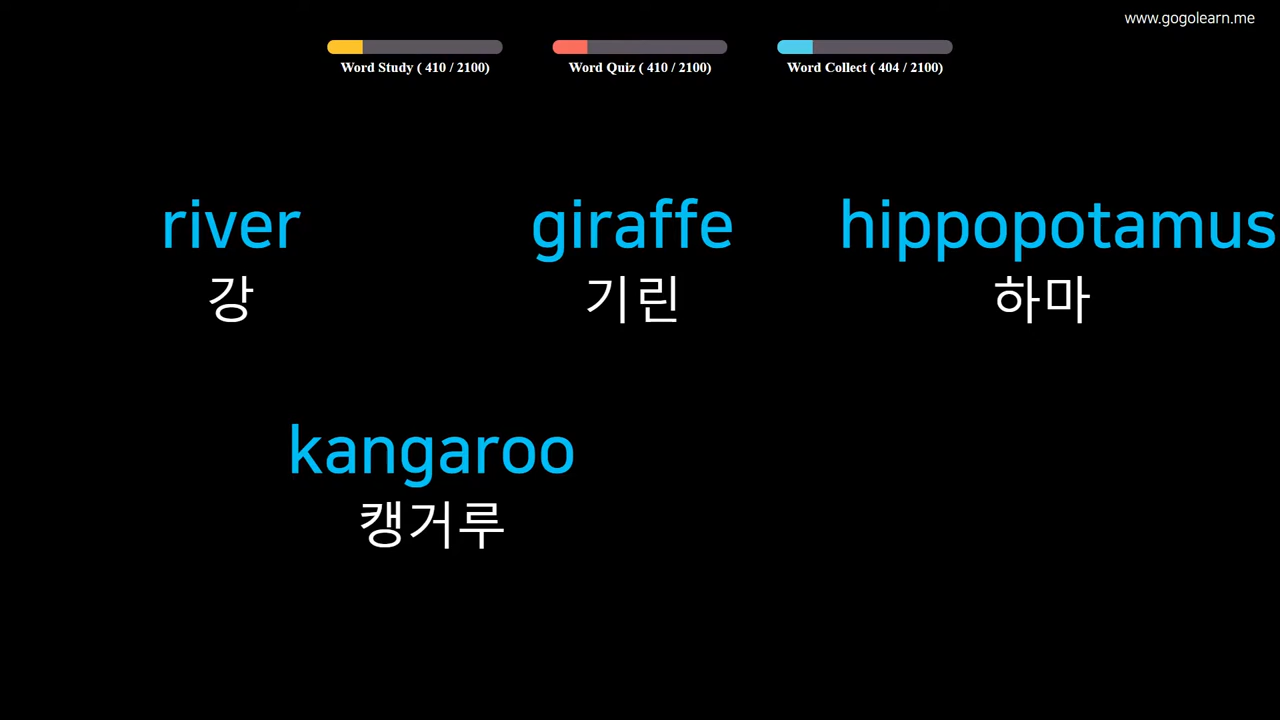 www.gogolearn.me
Word Study ( 410 / 2100)
Word Quiz ( 410 / 2100)
Word Collect ( 404 / 2100)
river
강
giraffe
기린
hippopotamus
하마
kangaroo
캥거루